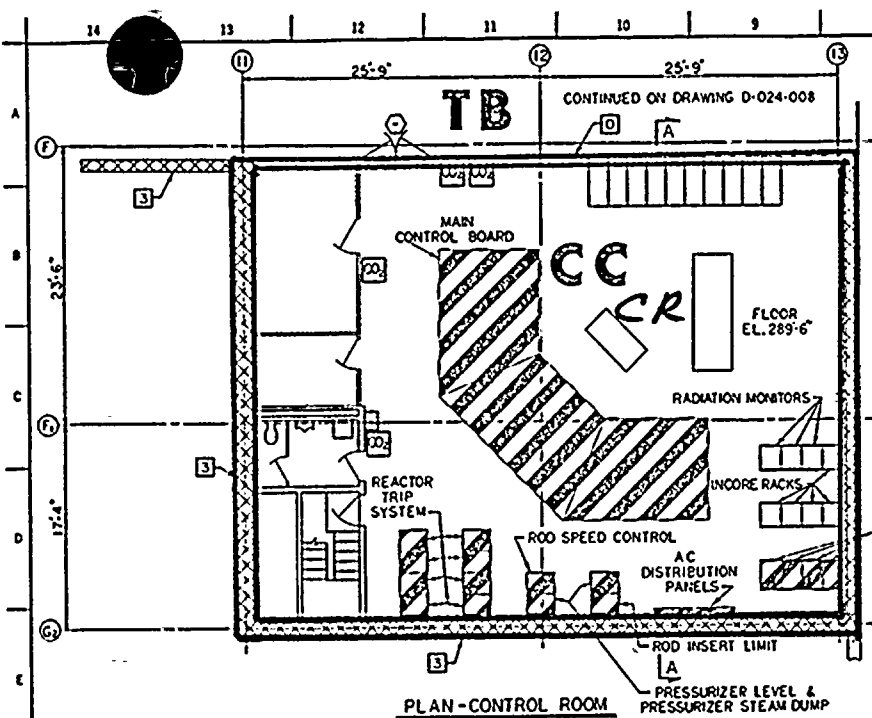 14 13 12 11 10 9
11 12 13
25'-9" 25'-9"
A
TB
CONTINUED ON DRAWING D-024-008
0
A
F
3
CO2 CO2
MAIN
CONTROL BOARD
B
CO2
CC
CR
23'-6"
FLOOR
EL. 289'-6"
C
RADIATION MONITORS
CO2
3
REACTOR
TRIP
SYSTEM
INCORE RACKS
17'-4"
D
ROD SPEED CONTROL
AC
DISTRIBUTION
PANELS
G2
3
ROD INSERT LIMIT
A
E
PRESSURIZER LEVEL &
PRESSURIZER STEAM DUMP
PLAN-CONTROL ROOM